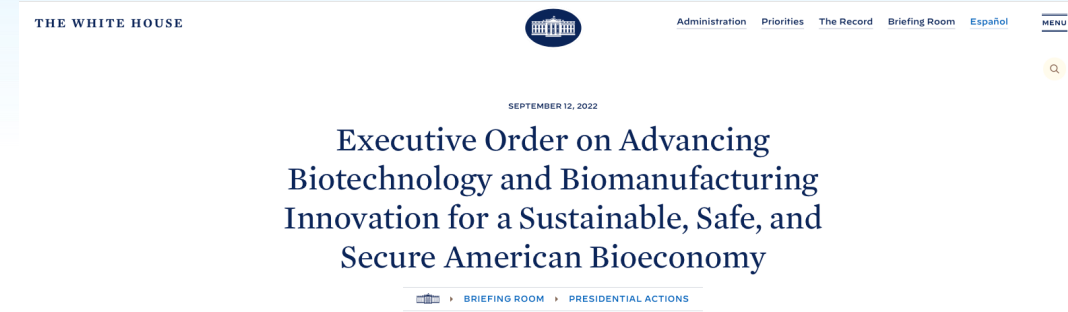 THE WHITE HOUSE
Administration Priorities The Record Briefing Room Español
MENU
SEPTEMBER 12, 2022
Executive Order on Advancing
Biotechnology and Biomanufacturing
Innovation for a Sustainable, Safe, and
Secure American Bioeconomy
BRIEFING ROOM PRESIDENTIAL ACTIONS